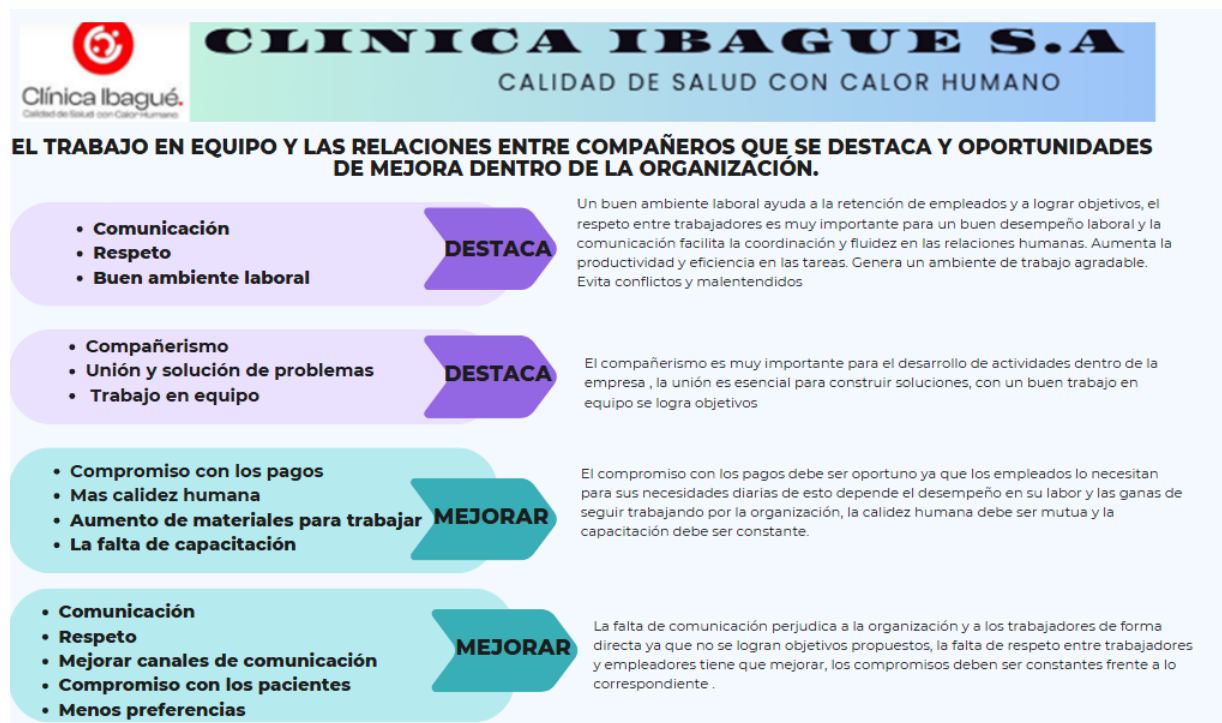 CLINICA IBAGUE S.A
CALIDAD DE SALUD CON CALOR HUMANO
Clínica Ibagué.
Calidad de Salud con Calor Humano
EL TRABAJO EN EQUIPO Y LAS RELACIONES ENTRE COMPAÑEROS QUE SE DESTACA Y OPORTUNIDADES
DE MEJORA DENTRO DE LA ORGANIZACIÓN.
• Comunicación
• Respeto
• Buen ambiente laboral
DESTACA
Un buen ambiente laboral ayuda a la retención de empleados y a lograr objetivos, el
respeto entre trabajadores es muy importante para un buen desempeño laboral y la
comunicación facilita la coordinación y fluidez en las relaciones humanas. Aumenta la
productividad y eficiencia en las tareas. Genera un ambiente de trabajo agradable.
Evita conflictos y malentendidos
• Compañerismo
• Unión y solución de problemas
• Trabajo en equipo
DESTACA
El compañerismo es muy importante para el desarrollo de actividades dentro de la
empresa , la unión es esencial para construir soluciones, con un buen trabajo en
equipo se logra objetivos
• Compromiso con los pagos
• Mas calidez humana
• Aumento de materiales para trabajar
• La falta de capacitación
MEJORAR
El compromiso con los pagos debe ser oportuno ya que los empleados lo necesitan
para sus necesidades diarias de esto depende el desempeño en su labor y las ganas de
seguir trabajando por la organización, la calidez humana debe ser mutua y la
capacitación debe ser constante.
• Comunicación
• Respeto
• Mejorar canales de comunicación
• Compromiso con los pacientes
• Menos preferencias
MEJORAR
La falta de comunicación perjudica a la organización y a los trabajadores de forma
directa ya que no se logran objetivos propuestos, la falta de respeto entre trabajadores
y empleadores tiene que mejorar, los compromisos deben ser constantes frente a lo
correspondiente .